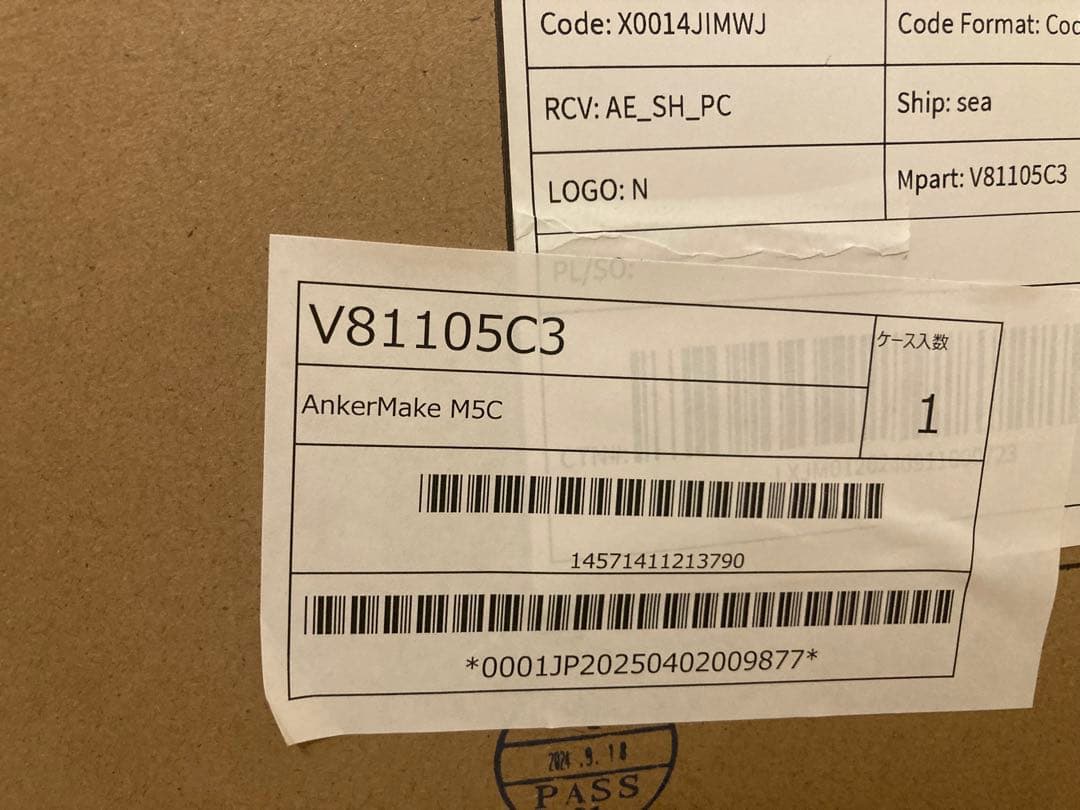 Code: X0014JIMWJ
Code Format: Coc
RCV: AE_SH_PC
Ship: sea
LOGO: N
Mpart: V81105C3
PL/SO:
V81105C3
ケース入数
AnkerMake M5C
1
CTN#:
14571411213790
*0001JP20250402009877*
2024.9.18
PASS